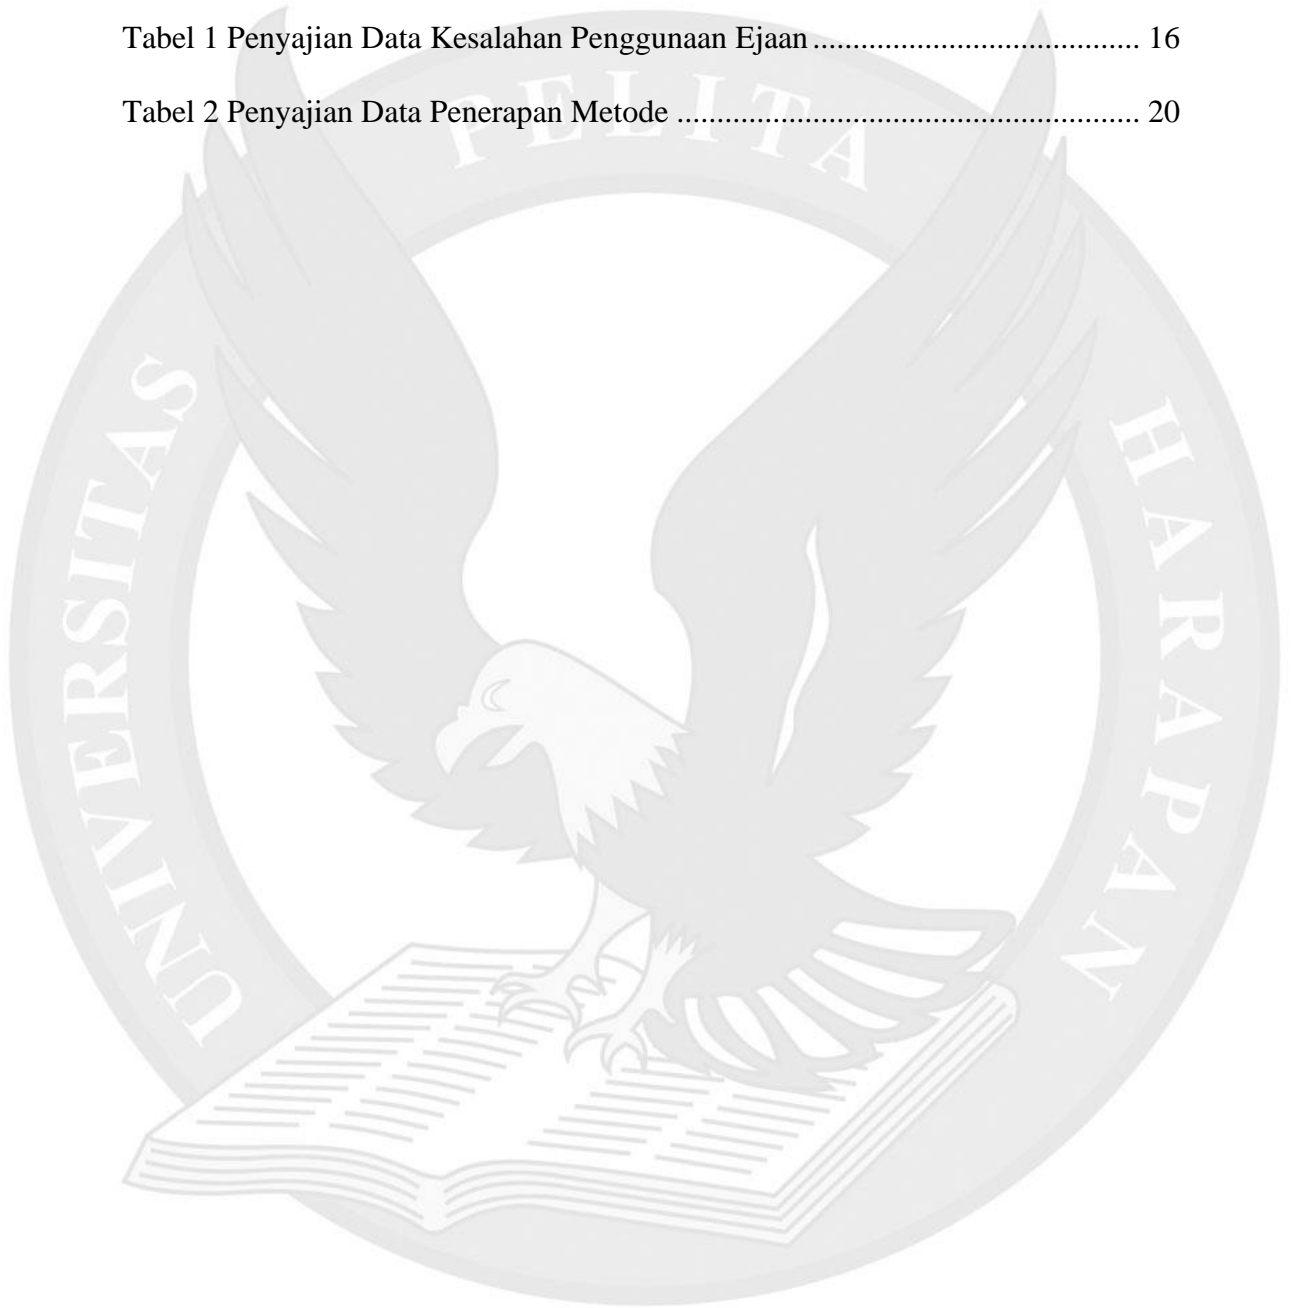 Tabel 1 Penyajian Data Kesalahan Penggunaan Ejaan ......................................... 16
Tabel 2 Penyajian Data Penerapan Metode .......................................................... 20
UNIVERSITAS PELITA HARAPAN